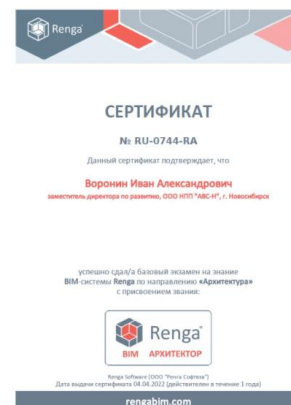 Renga
СЕРТИФИКАТ
№ RU-0744-RA
Данный сертификат подтверждает, что
Воронин Иван Александрович
заместитель директора по развитию, ООО НПП "АВС-Н", г. Новосибирск
успешно сдал/а базовый экзамен на знание
BIM-системы Renga по направлению «Архитектура»
с присвоением звания:
Renga
BIM АРХИТЕКТОР
Renga Software (ООО "Ренга Софтвэа")
Дата выдачи сертификата 04.04.2022 (действителен в течение 1 года)
rengabim.com